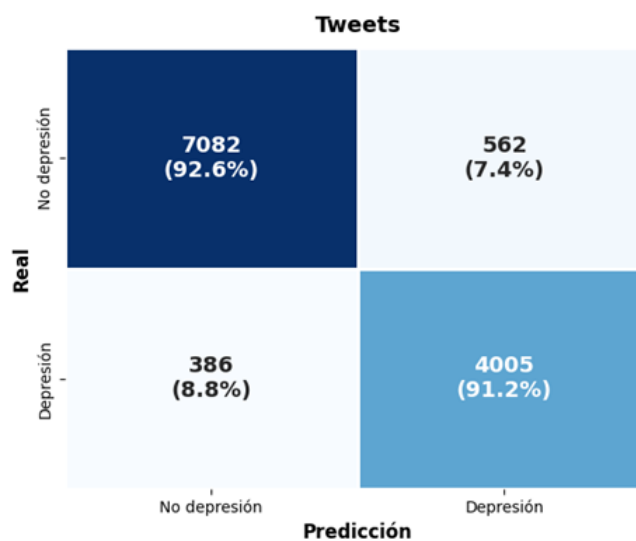 Tweets
No depresión
7082
(92.6%)
562
(7.4%)
Real
Depresión
386
(8.8%)
4005
(91.2%)
No depresión
Depresión
Predicción